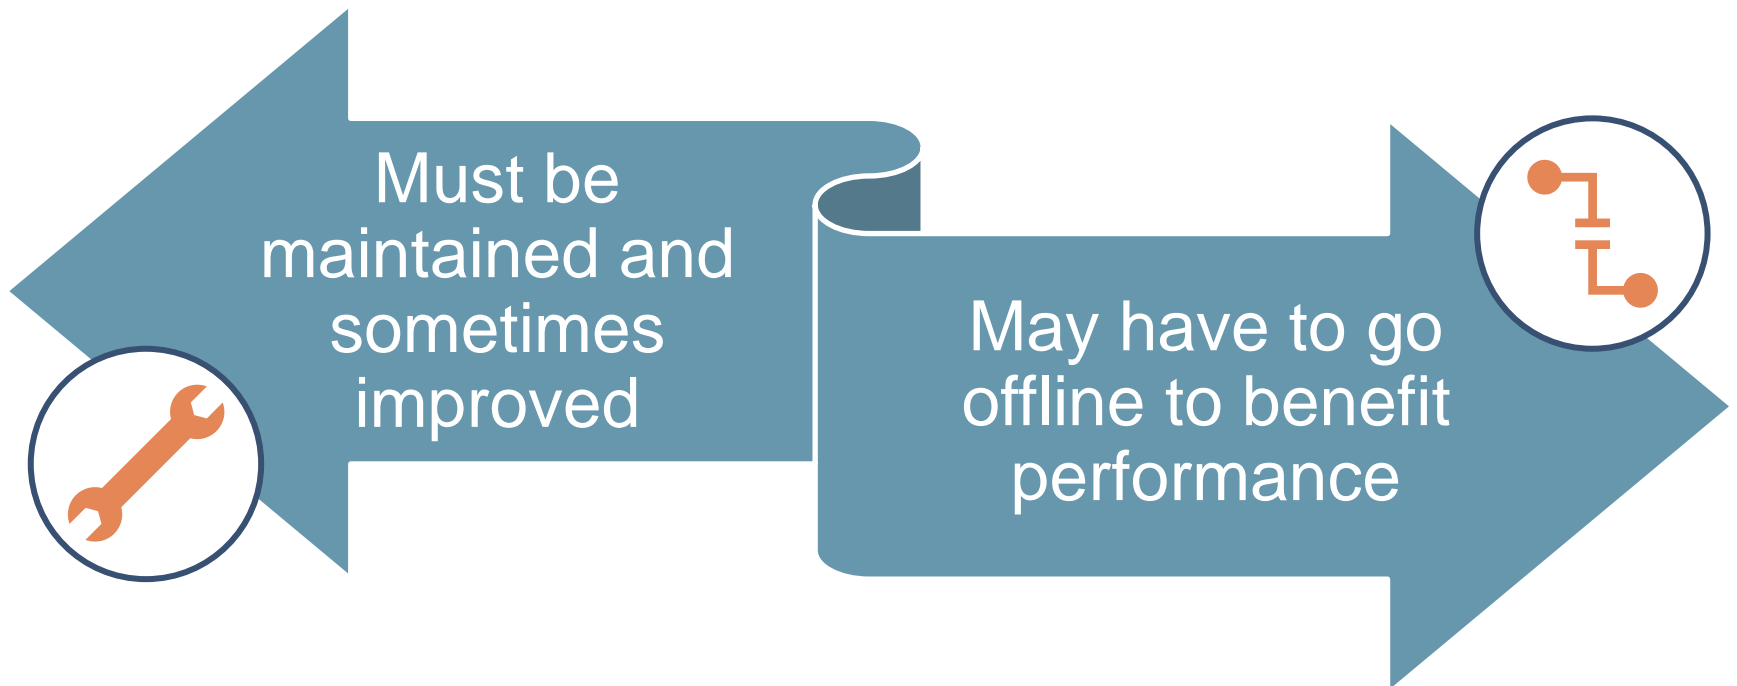 Must be
maintained and
sometimes
improved
May have to go
offline to benefit
performance